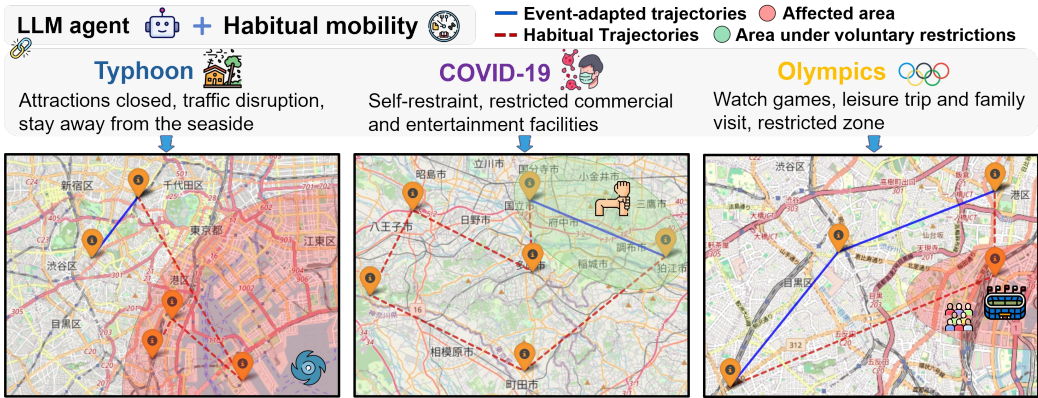 LLM agent + Habitual mobility
Event-adapted trajectories
Affected area
Habitual Trajectories
Area under voluntary restrictions
Typhoon
Attractions closed, traffic disruption,
stay away from the seaside
COVID-19
Self-restraint, restricted commercial
and entertainment facilities
Olympics
Watch games, leisure trip and family
visit, restricted zone
新宿区
千代田区
東京都
江東区
渋谷区
港区
目黒区
立川市
国分寺市
昭島市
小金井市
国立市
三鷹市
八王子市
日野市
府中市
調布市
稲城市
狛江市
16
相模原市
町田市
渋谷区
港区
目黒区
312